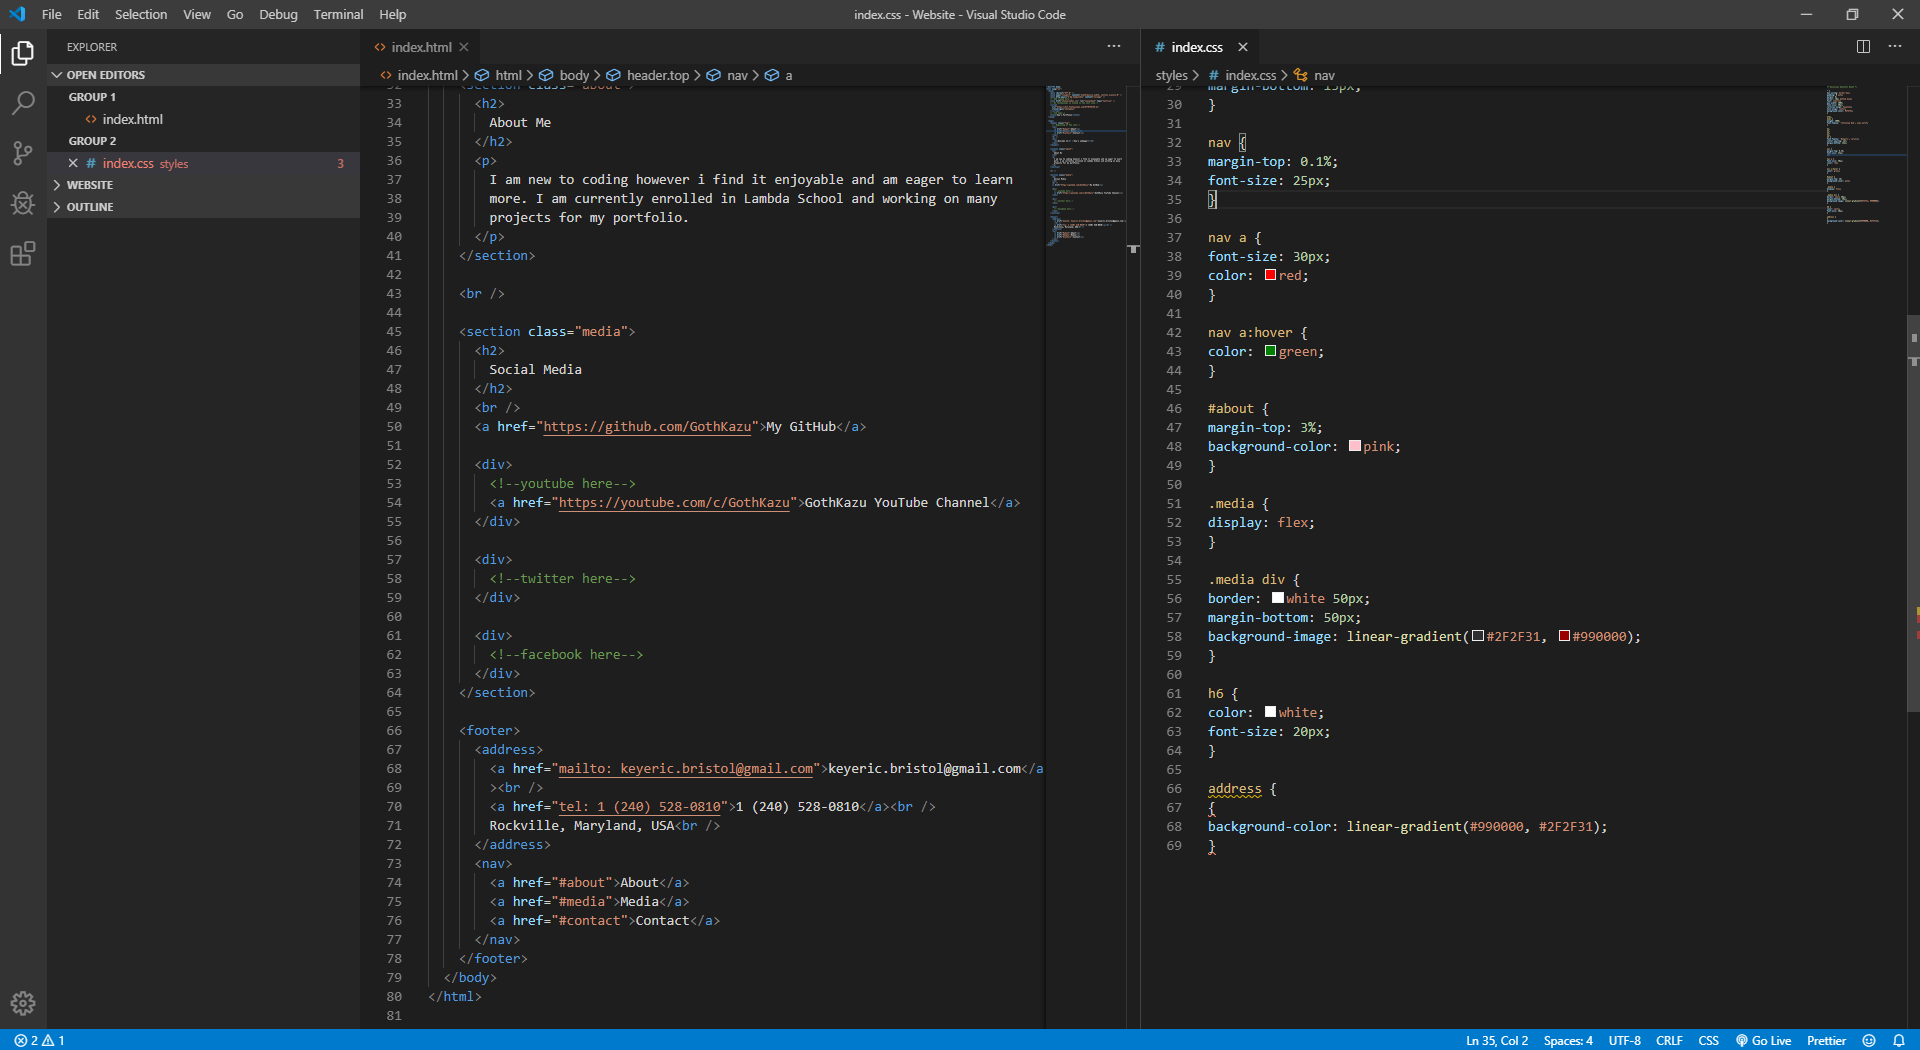 File Edit Selection View Go Debug Terminal Help
index.css - Website - Visual Studio Code
EXPLORER
OPEN EDITORS
GROUP 1
<> index.html
GROUP 2
# index.css styles 3
WEBSITE
OUTLINE
<> index.html
<> index.html > html > body > header.top > nav > a
32 <section class="about">
33 <h2>
34 About Me
35 </h2>
36 <p>
37 I am new to coding however i find it enjoyable and am eager to learn
38 more. I am currently enrolled in Lambda School and working on many
39 projects for my portfolio.
40 </p>
41 </section>
42
43 <br />
44
45 <section class="media">
46 <h2>
47 Social Media
48 </h2>
49 <br />
50 <a href="https://github.com/GothKazu">My GitHub</a>
51
52 <div>
53 <!--youtube here-->
54 <a href="https://youtube.com/c/GothKazu">GothKazu YouTube Channel</a>
55 </div>
56
57 <div>
58 <!--twitter here-->
59 </div>
60
61 <div>
62 <!--facebook here-->
63 </div>
64 </section>
65
66 <footer>
67 <address>
68 <a href="mailto: keyeric.bristol@gmail.com">keyeric.bristol@gmail.com</a
69 ><br />
70 <a href="tel: 1 (240) 528-0810">1 (240) 528-0810</a><br />
71 Rockville, Maryland, USA<br />
72 </address>
73 <nav>
74 <a href="#about">About</a>
75 <a href="#media">Media</a>
76 <a href="#contact">Contact</a>
77 </nav>
78 </footer>
79 </body>
80 </html>
81
# index.css
styles > # index.css > nav
29 margin-bottom: 15px;
30 }
31
32 nav {
33 margin-top: 0.1%;
34 font-size: 25px;
35 }
36
37 nav a {
38 font-size: 30px;
39 color: red;
40 }
41
42 nav a:hover {
43 color: green;
44 }
45
46 #about {
47 margin-top: 3%;
48 background-color: pink;
49 }
50
51 .media {
52 display: flex;
53 }
54
55 .media div {
56 border: white 50px;
57 margin-bottom: 50px;
58 background-image: linear-gradient(#2F2F31, #990000);
59 }
60
61 h6 {
62 color: white;
63 font-size: 20px;
64 }
65
66 address {
67 {
68 background-color: linear-gradient(#990000, #2F2F31);
69 }
2 1
Ln 35, Col 2 Spaces: 4 UTF-8 CRLF CSS Go Live Prettier